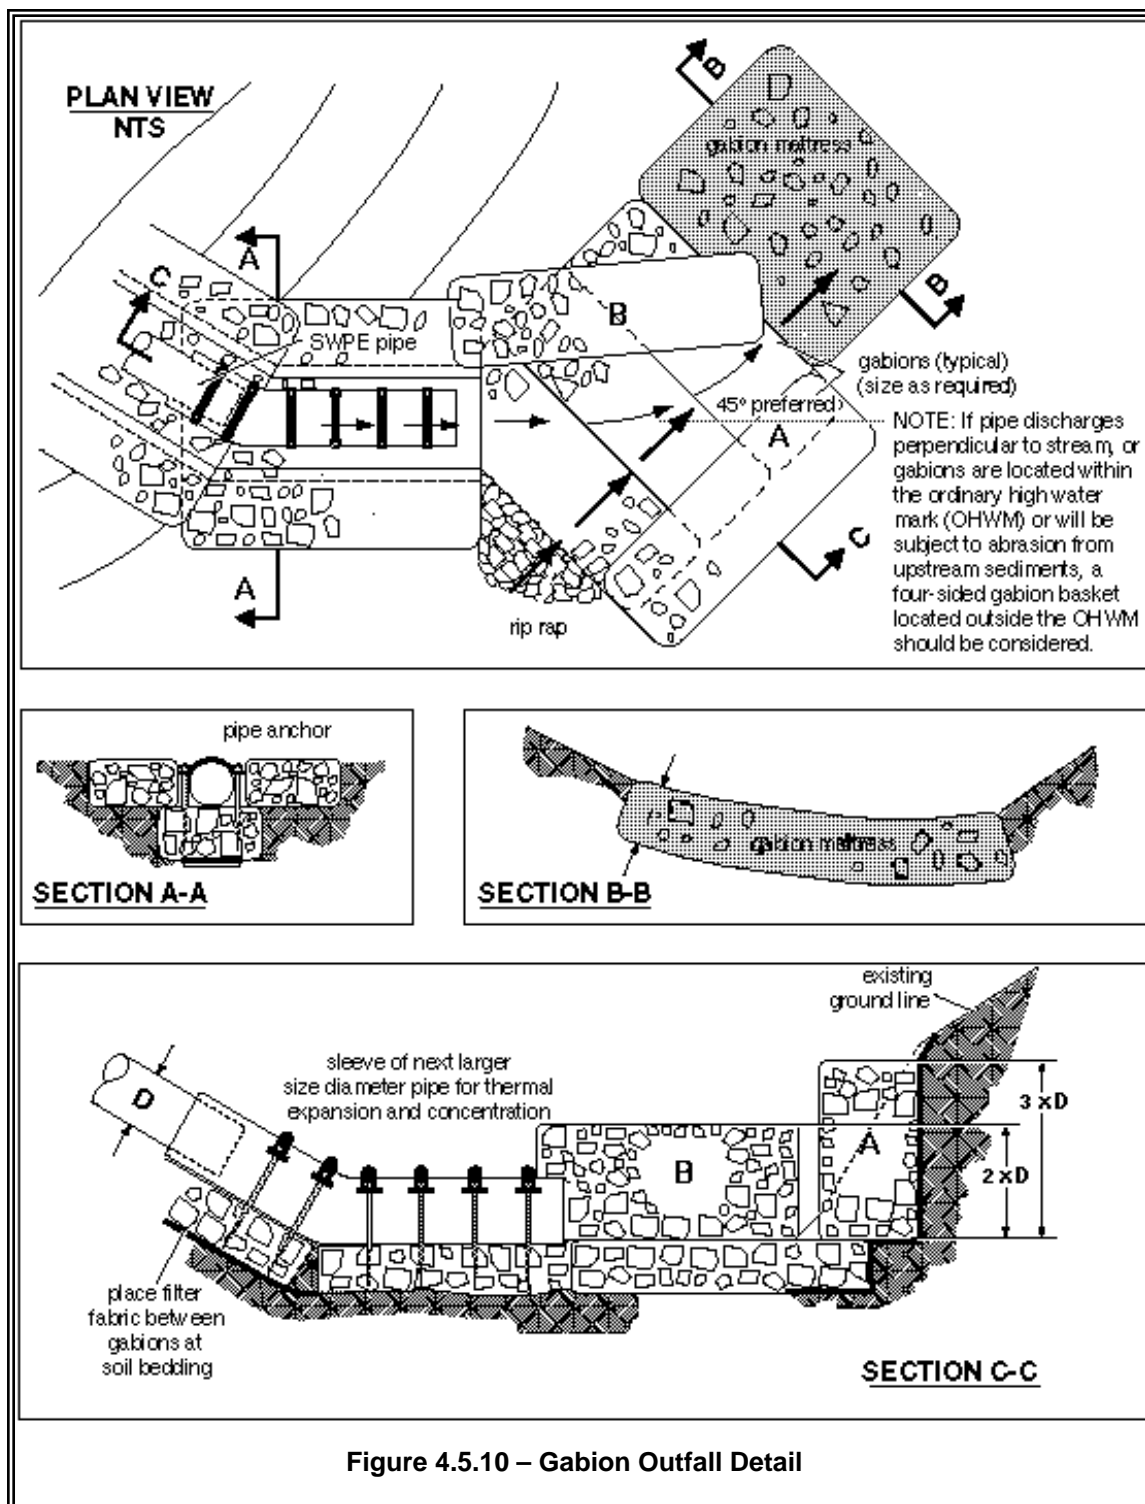 PLAN VIEW
NTS
B
D
gabion mattress
A
C
SWPE pipe
B
B
gabions (typical)
(size as required)
45° preferred
A
NOTE: If pipe discharges
perpendicular to stream, or
gabions are located within
the ordinary high water
mark (OHWM) or will be
subject to abrasion from
upstream sediments, a
four-sided gabion basket
located outside the OHWM
should be considered.
C
A
rip rap
pipe anchor
SECTION A-A
gabion mattress
SECTION B-B
existing
ground line
sleeve of next larger
size diameter pipe for thermal
expansion and concentration
D
3 x D
A
B
2 x D
place filter
fabric between
gabions at
soil bedding
SECTION C-C
Figure 4.5.10 – Gabion Outfall Detail